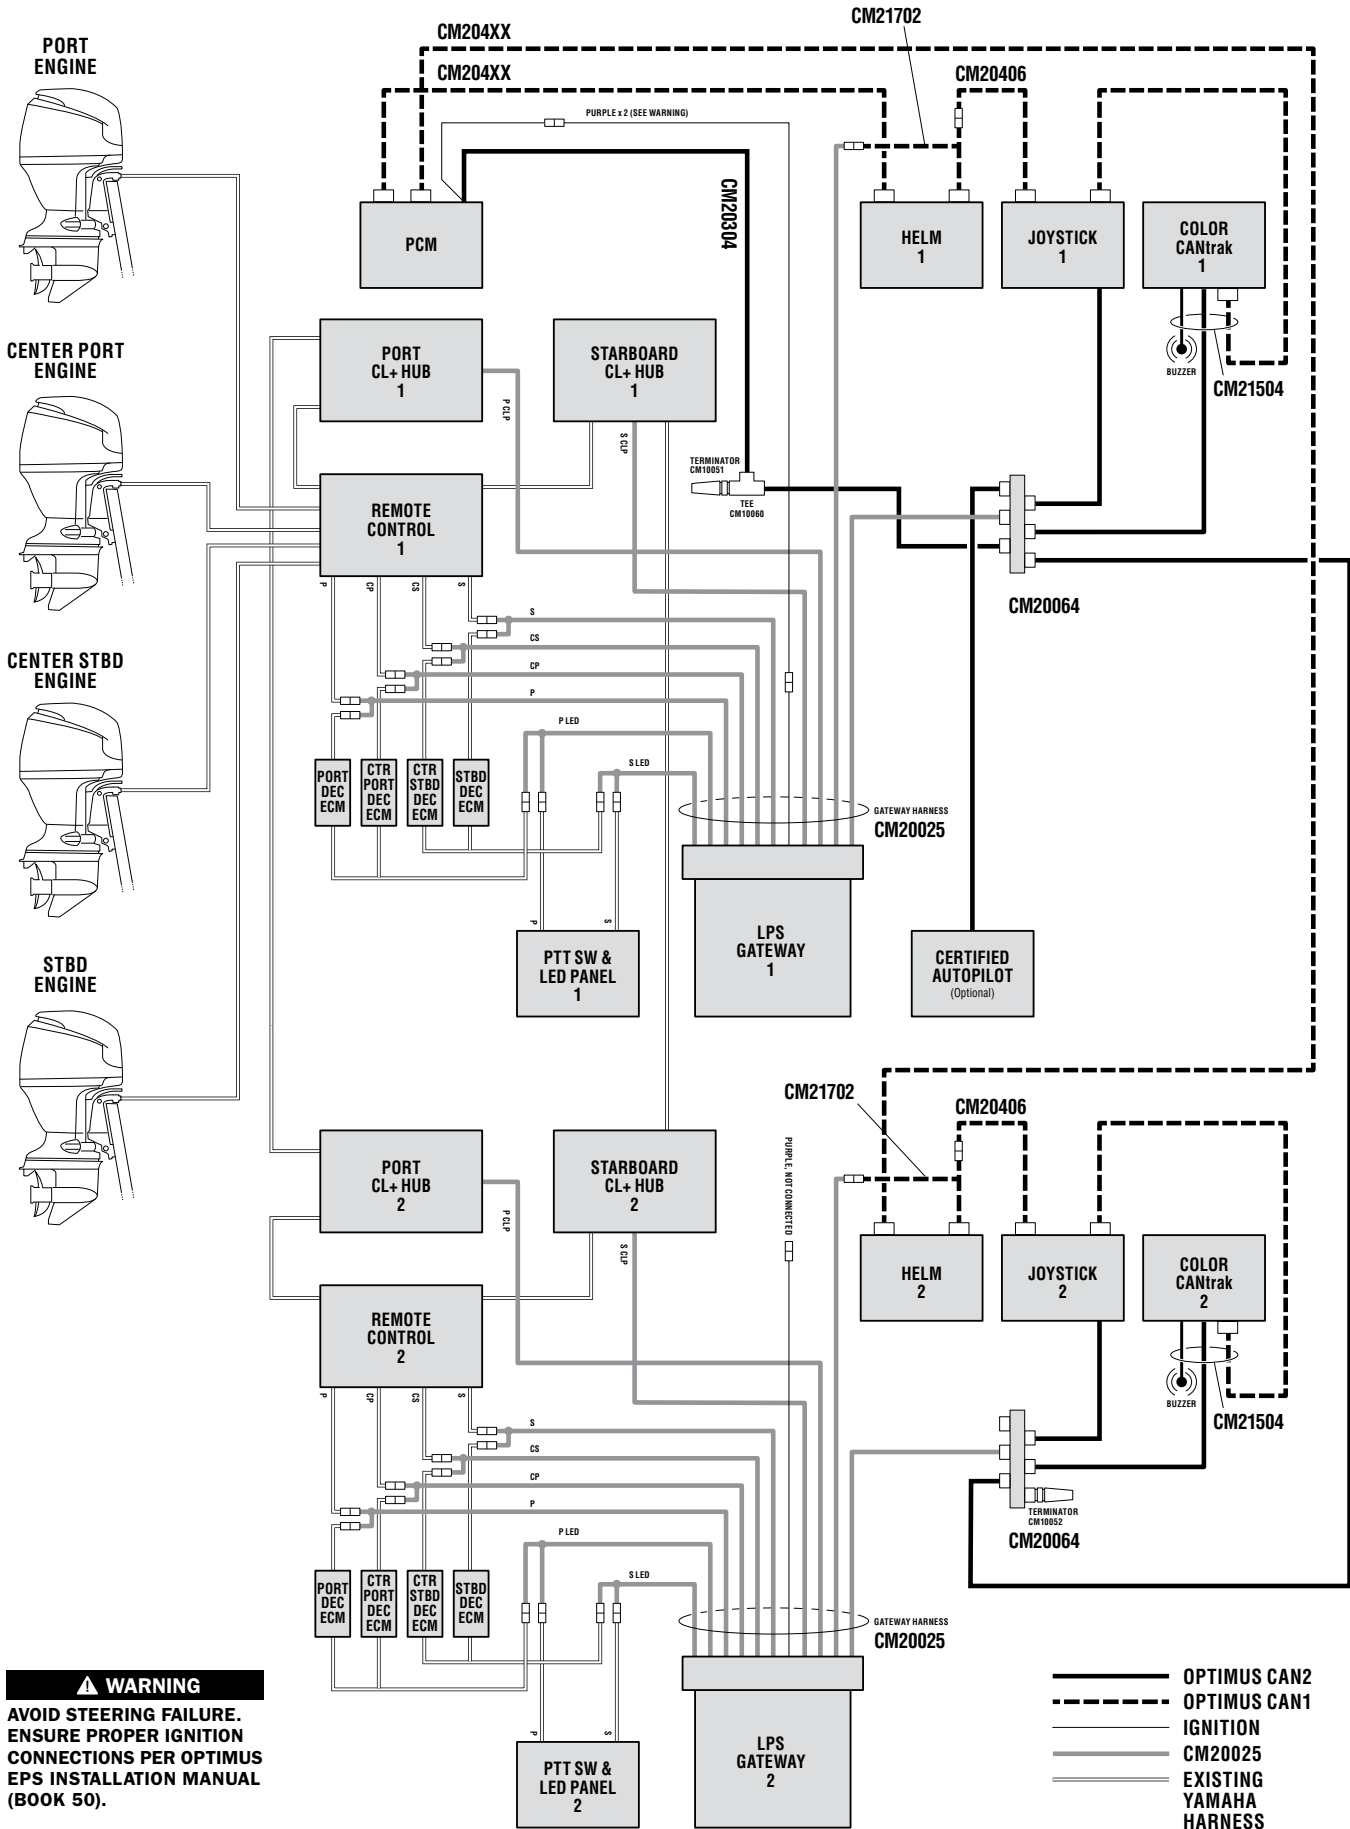 CM21702
PORT
ENGINE
CM204XX
CM204XX
CM20406
PURPLE x 2 (SEE WARNING)
CM20304
PCM
HELM
1
JOYSTICK
1
COLOR
CANtrak
1
BUZZER
CM21504
CENTER PORT
ENGINE
PORT
CL+ HUB
1
STARBOARD
CL+ HUB
1
P CLP
S CLP
TERMINATOR
CM10051
TEE
CM10060
REMOTE
CONTROL
1
P
CP
CS
S
CM20064
S
CS
CP
P
CENTER STBD
ENGINE
P LED
S LED
PORT
DEC
ECM
CTR
PORT
DEC
ECM
CTR
STBD
DEC
ECM
STBD
DEC
ECM
GATEWAY HARNESS
CM20025
P
S
PTT SW &
LED PANEL
1
LPS
GATEWAY
1
CERTIFIED
AUTOPILOT
(Optional)
STBD
ENGINE
CM21702
CM20406
PURPLE, NOT CONNECTED
PORT
CL+ HUB
2
STARBOARD
CL+ HUB
2
P CLP
S CLP
HELM
2
JOYSTICK
2
COLOR
CANtrak
2
BUZZER
CM21504
REMOTE
CONTROL
2
P
CP
CS
S
S
CS
CP
P
TERMINATOR
CM10052
CM20064
P LED
S LED
PORT
DEC
ECM
CTR
PORT
DEC
ECM
CTR
STBD
DEC
ECM
STBD
DEC
ECM
GATEWAY HARNESS
CM20025
P
S
PTT SW &
LED PANEL
2
LPS
GATEWAY
2
WARNING
AVOID STEERING FAILURE.
ENSURE PROPER IGNITION
CONNECTIONS PER OPTIMUS
EPS INSTALLATION MANUAL
(BOOK 50).
OPTIMUS CAN2
OPTIMUS CAN1
IGNITION
CM20025
EXISTING
YAMAHA
HARNESS